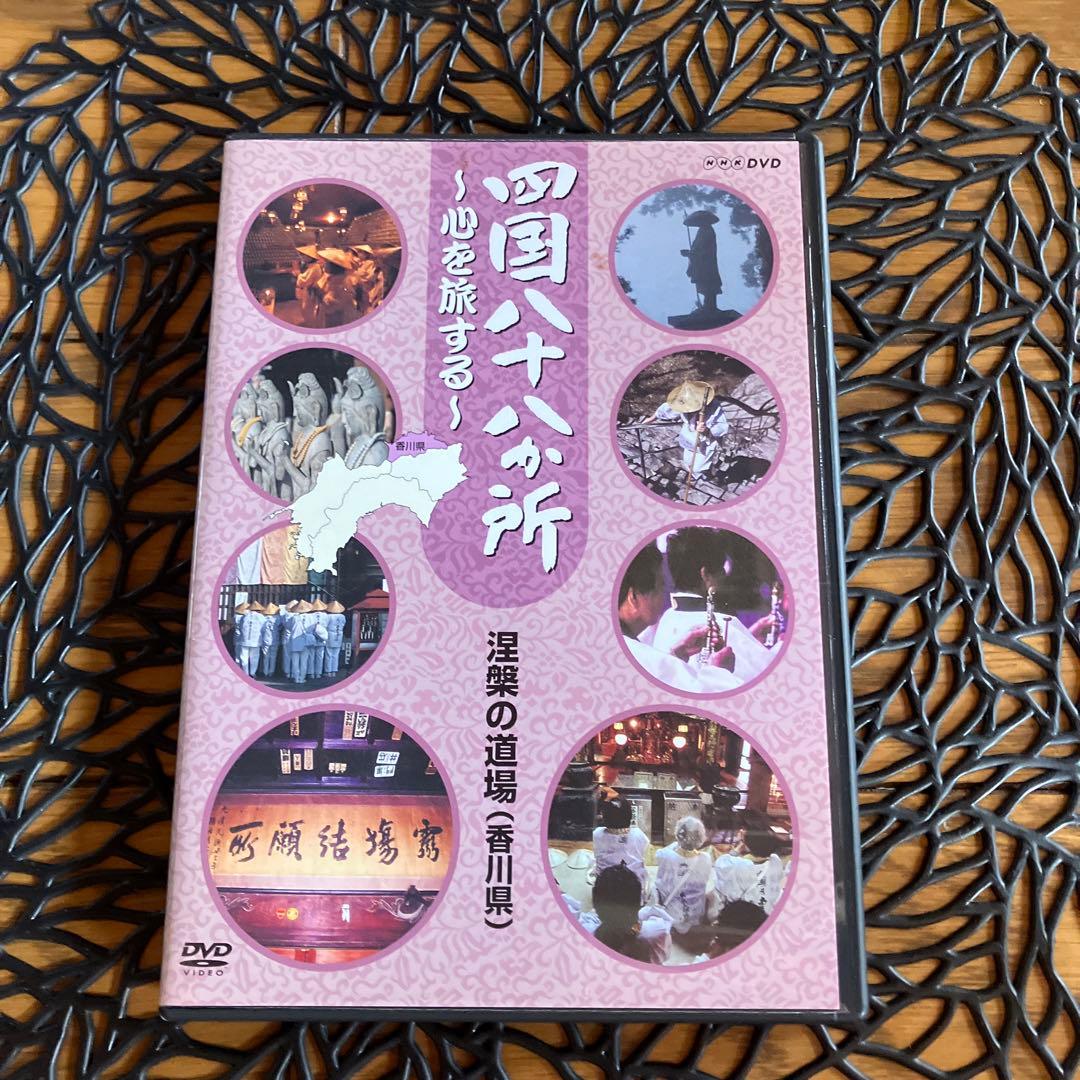 NHK DVD
四国八十八か所
～心を旅する～
香川県
涅槃の道場(香川県)
霊場結願所
DVD
VIDEO